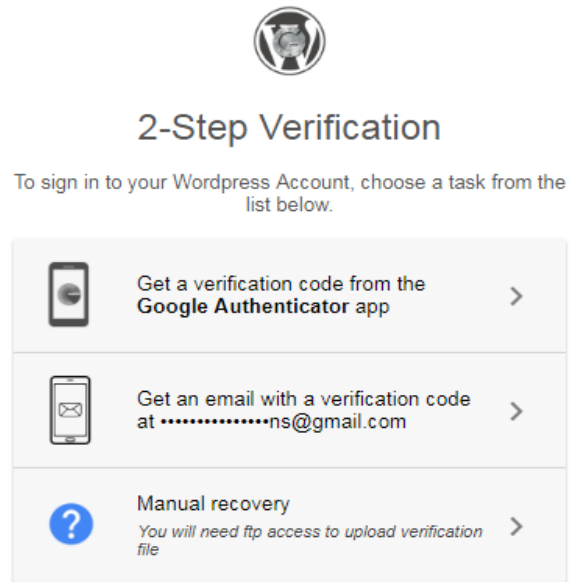 2-Step Verification
To sign in to your Wordpress Account, choose a task from the
list below.
Get a verification code from the
Google Authenticator app
Get an email with a verification code
at •••••••••••••••ns@gmail.com
Manual recovery
You will need ftp access to upload verification
file